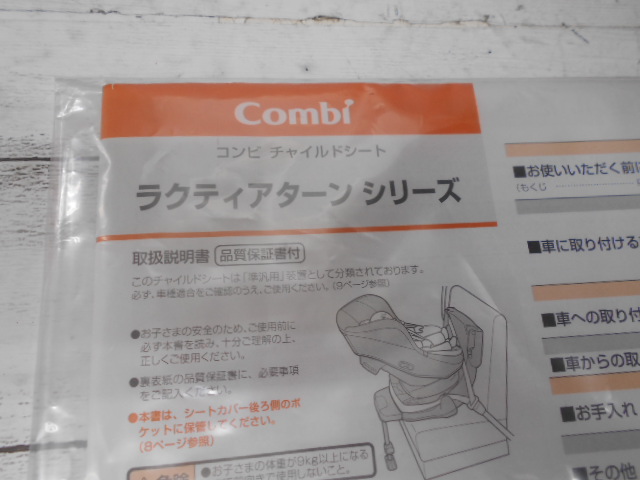 Combi
コンビ チャイルドシート
ラクティアターン シリーズ
取扱説明書 品質保証書付
このチャイルドシートは「準汎用」装置として分類されております。
必ず、車種適合をご確認のうえ、ご使用ください。(9ページ参照)
●お子さまの安全のため、ご使用前に
必ず本書を読み、十分ご理解の上、
正しくご使用ください。
●裏表紙の品質保証書に、必要事項
をご記入ください。
●本書は、シートカバー後ろ側のポ
ケットに保管してください。
(8ページ参照)
●お子さまの体重が9kg以上になる
■お使いいただく前に
(もくじ
■車に取り付ける
■車への取り付
■車からの取
■お手入れ
■その他